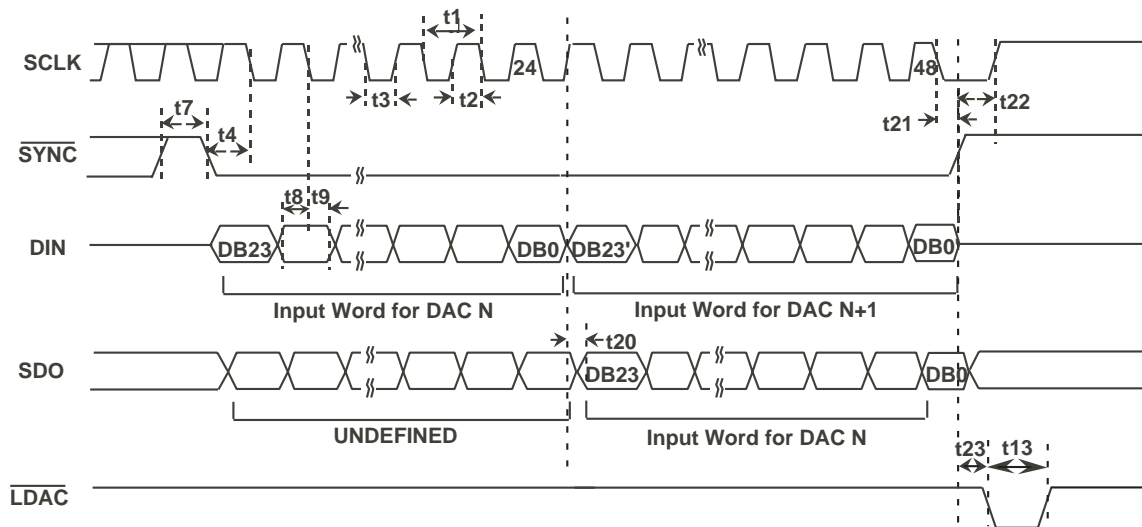 t1
SCLK
24
48
t3
t2
t22
t7
t4
t21
SYNC
t8
t9
DIN
DB23
DB0
DB23'
DB0
Input Word for DAC N
Input Word for DAC N+1
t20
SDO
DB23
DB0
UNDEFINED
Input Word for DAC N
t23
t13
LDAC